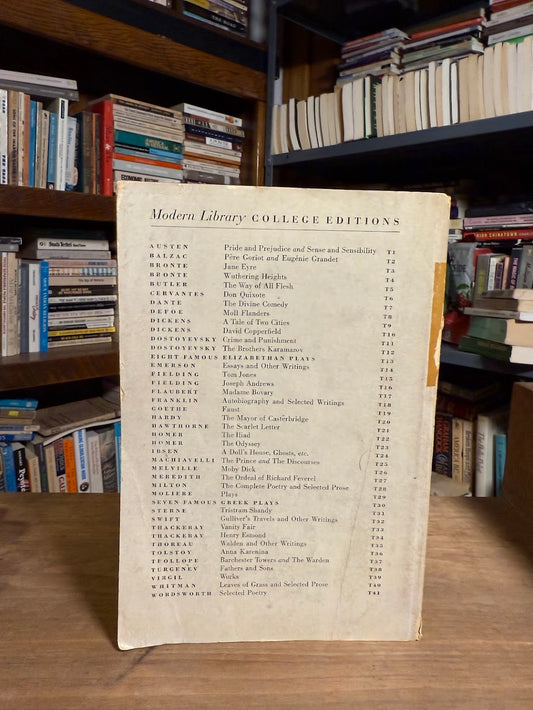 Modern Library COLLEGE EDITIONS
AUSTEN Pride and Prejudice and Sense and Sensibility T1
BALZAC Père Goriot and Eugénie Grandet T2
BRONTE Jane Eyre T3
BRONTE Wuthering Heights T4
BUTLER The Way of All Flesh T5
CERVANTES Don Quixote T6
DANTE The Divine Comedy T7
DEFOE Moll Flanders T8
DICKENS A Tale of Two Cities T9
DICKENS David Copperfield T10
DOSTOYEVSKY Crime and Punishment T11
DOSTOYEVSKY The Brothers Karamazov T12
EIGHT FAMOUS ELIZABETHAN PLAYS T13
EMERSON Essays and Other Writings T14
FIELDING Tom Jones T15
FIELDING Joseph Andrews T16
FLAUBERT Madame Bovary T17
FRANKLIN Autobiography and Selected Writings T18
GOETHE Faust T19
HARDY The Mayor of Casterbridge T20
HAWTHORNE The Scarlet Letter T21
HOMER The Iliad T22
HOMER The Odyssey T23
IBSEN A Doll's House, Ghosts, etc. T24
MACHIAVELLI The Prince and The Discourses T25
MELVILLE Moby Dick T26
MEREDITH The Ordeal of Richard Feverel T27
MILTON The Complete Poetry and Selected Prose T28
MOLIERE Plays T29
SEVEN FAMOUS GREEK PLAYS T30
STERNE Tristram Shandy T31
SWIFT Gulliver's Travels and Other Writings T32
THACKERAY Vanity Fair T33
THACKERAY Henry Esmond T34
THOREAU Walden and Other Writings T35
TOLSTOY Anna Karenina T36
TROLLOPE Barchester Towers and The Warden T37
TURGENEV Fathers and Sons T38
VIRGIL Works T39
WHITMAN Leaves of Grass and Selected Prose T40
WORDSWORTH Selected Poetry T41